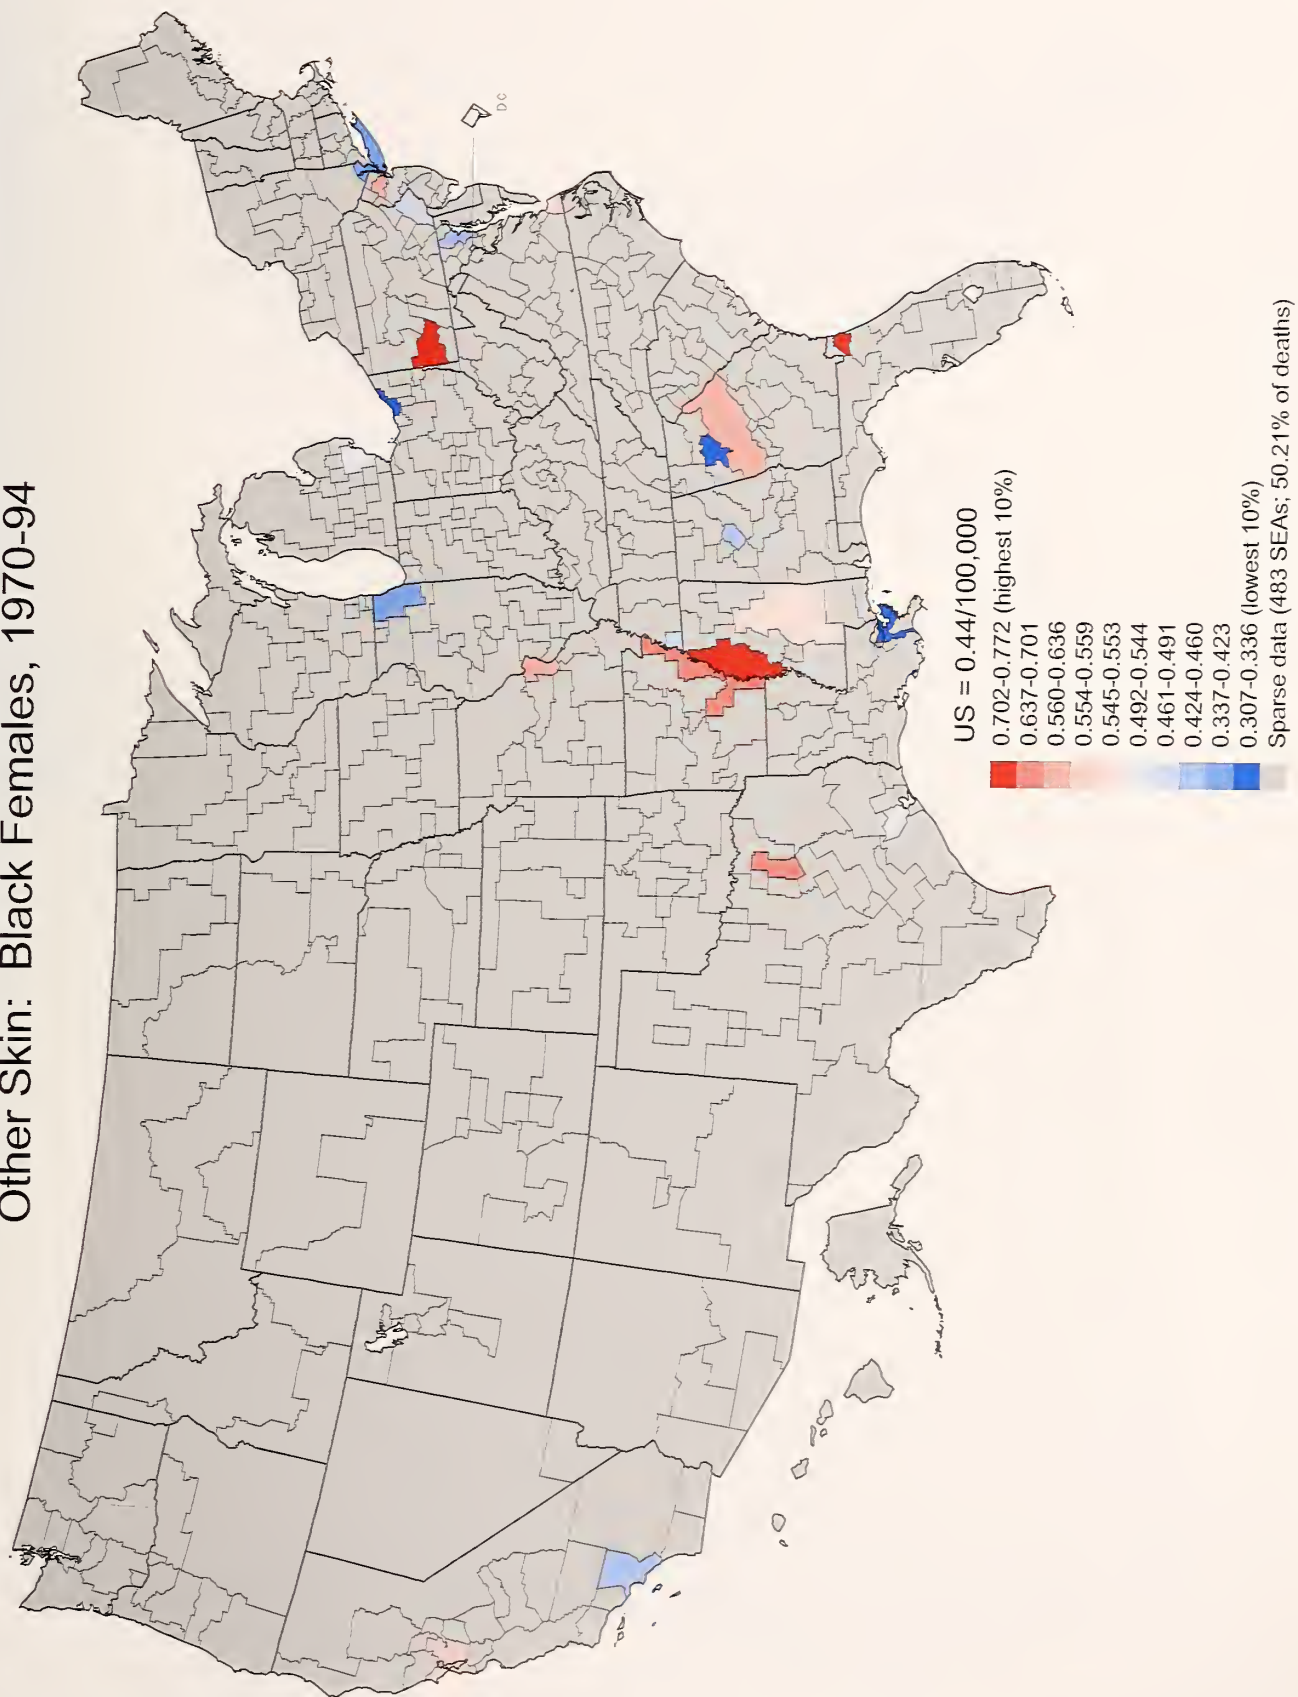 Other Skin: Black Females, 1970-94
DC
US = 0.44/100,000
0.702-0.772 (highest 10%)
0.637-0.701
0.560-0.636
0.554-0.559
0.545-0.553
0.492-0.544
0.461-0.491
0.424-0.460
0.337-0.423
0.307-0.336 (lowest 10%)
Sparse data (483 SEAs; 50.21% of deaths)